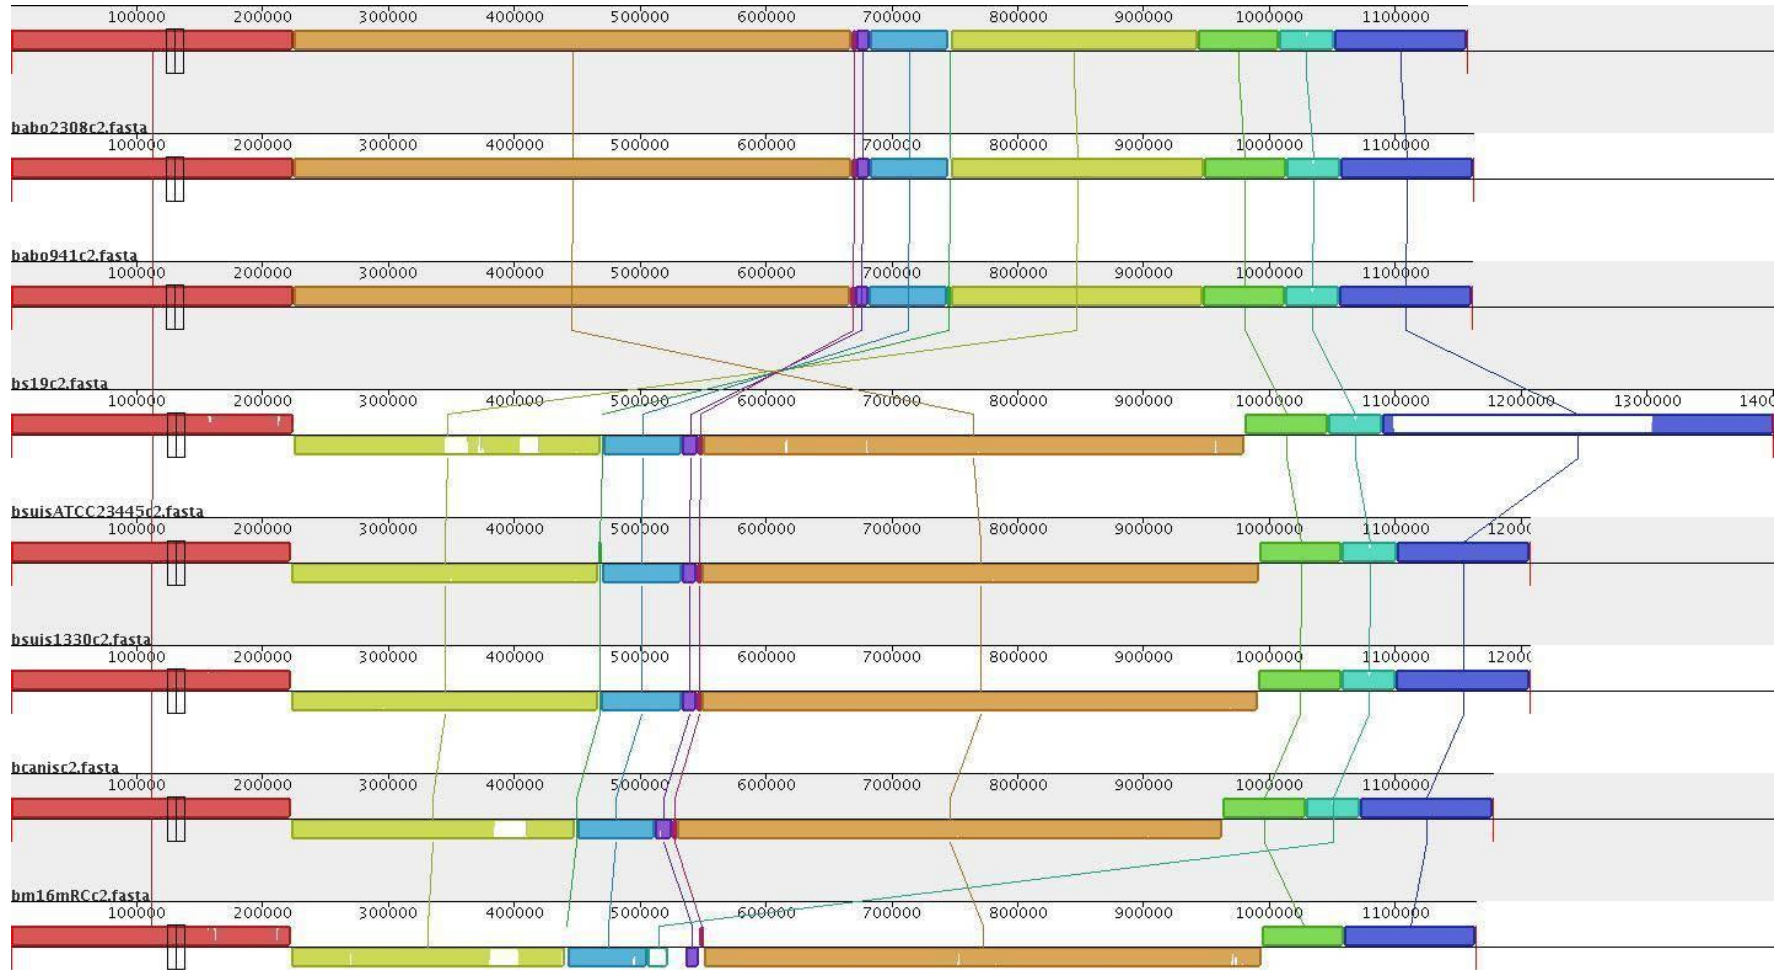 100000 200000 300000 400000 500000 600000 700000 800000 900000 1000000 1100000
babo2308c2.fasta
100000 200000 300000 400000 500000 600000 700000 800000 900000 1000000 1100000
babo941c2.fasta
100000 200000 300000 400000 500000 600000 700000 800000 900000 1000000 1100000
bs19c2.fasta
100000 200000 300000 400000 500000 600000 700000 800000 900000 1000000 1100000 1200000 1300000 1400
bsuisATCC23445c2.fasta
100000 200000 300000 400000 500000 600000 700000 800000 900000 1000000 1100000 12000
bsuis1330c2.fasta
100000 200000 300000 400000 500000 600000 700000 800000 900000 1000000 1100000 12000
bcanisc2.fasta
100000 200000 300000 400000 500000 600000 700000 800000 900000 1000000 1100000
bm16mRCc2.fasta
100000 200000 300000 400000 500000 600000 700000 800000 900000 1000000 1100000